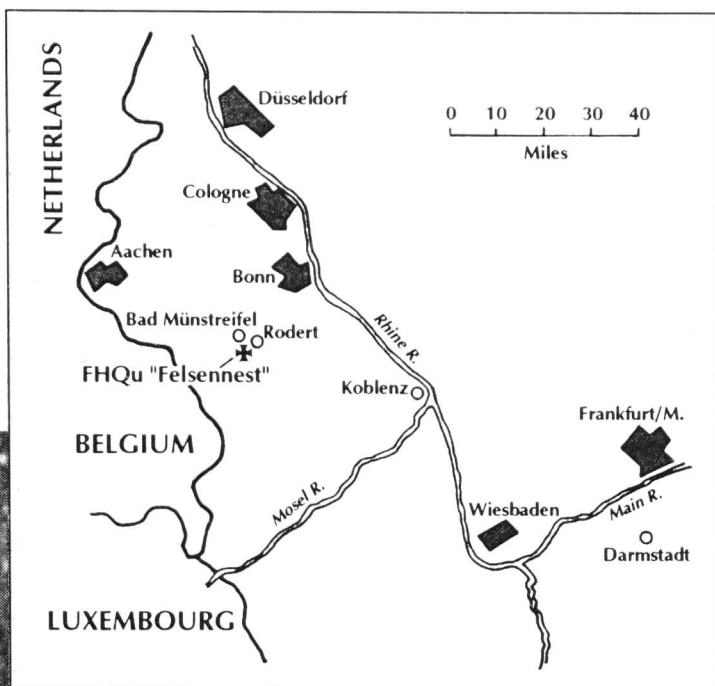 NETHERLANDS
Düsseldorf
0 10 20 30 40
Miles
Cologne
Aachen
Bonn
Bad Münstreifel
Rodert
FHQu "Felsennest"
Rhine R.
Koblenz
Frankfurt/M.
BELGIUM
Mosel R.
Wiesbaden
Main R.
Darmstadt
LUXEMBOURG